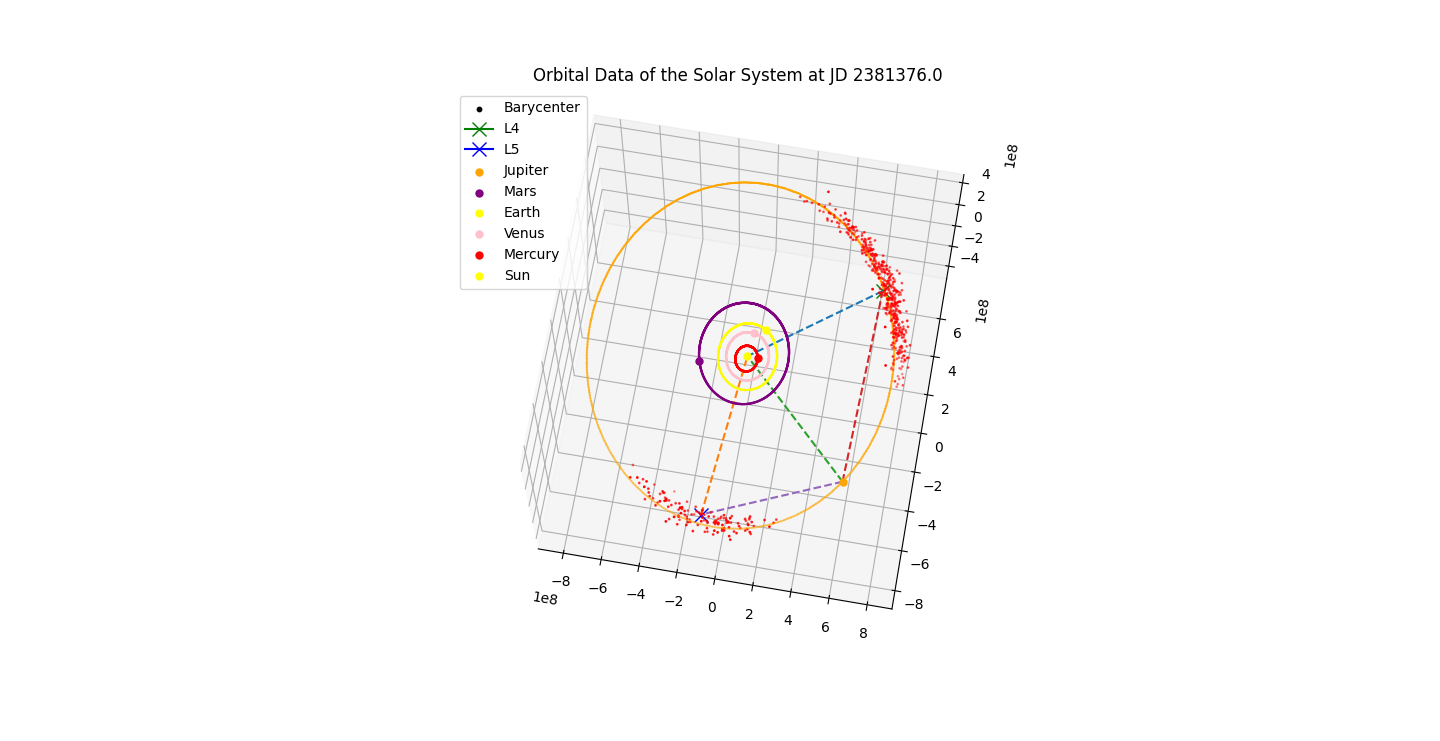 Orbital Data of the Solar System at JD 2381376.0
Barycenter
L4
L5
Jupiter
Mars
Earth
Venus
Mercury
Sun
1e8
4
2
0
−2
−4
1e8
6
4
2
0
−2
−4
−6
−8
−8
−6
−4
−2
0
2
4
6
8
1e8